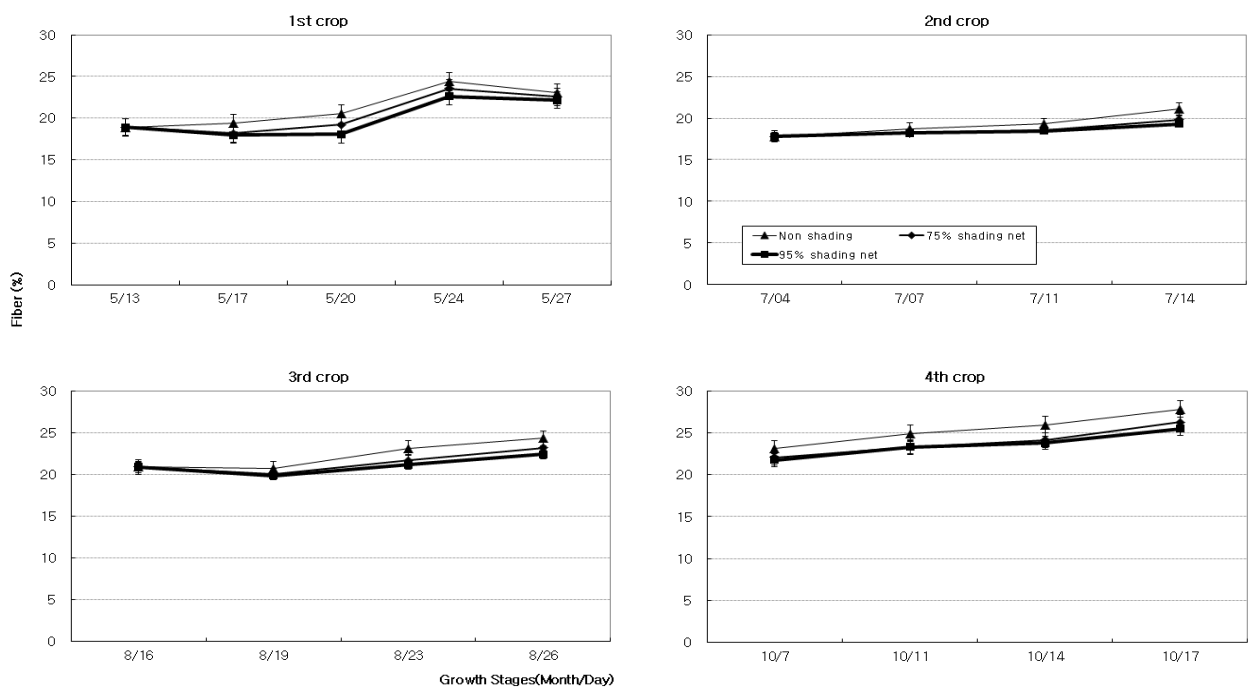 1st crop
30
25
20
15
10
5
0
5/13 5/17 5/20 5/24 5/27
2nd crop
30
25
20
15
10
5
0
Non shading 75% shading net
95% shading net
7/04 7/07 7/11 7/14
Fiber (%)
3rd crop
30
25
20
15
10
5
0
8/16 8/19 8/23 8/26
4th crop
30
25
20
15
10
5
0
10/7 10/11 10/14 10/17
Growth Stages(Month/Day)